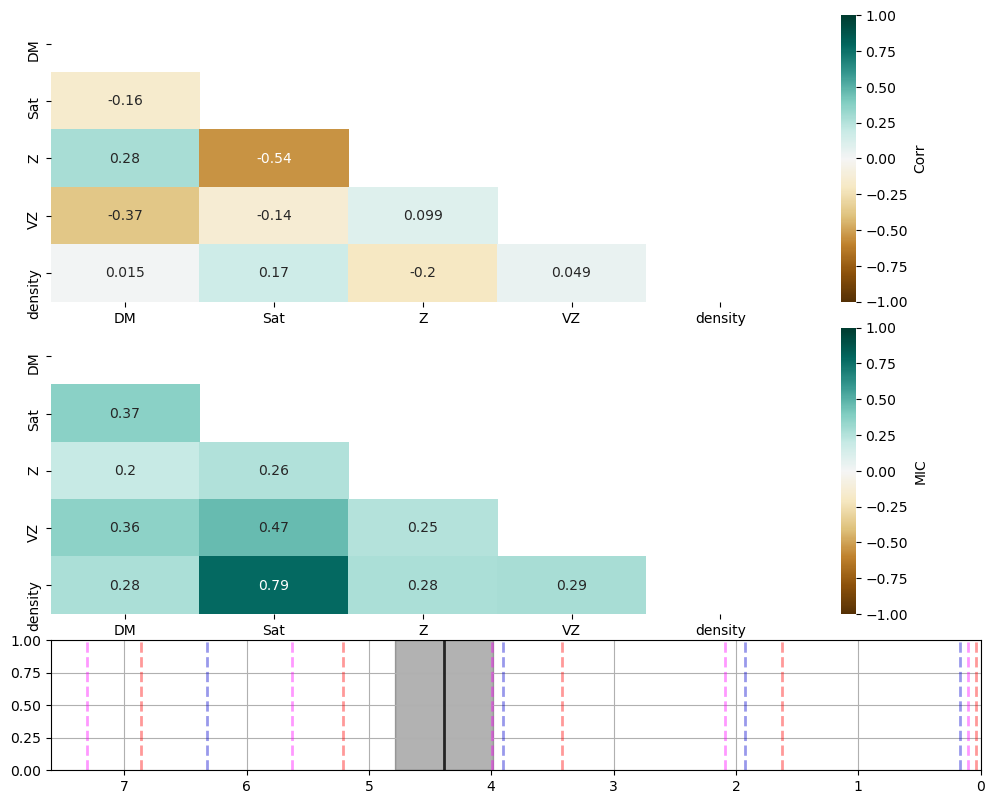 DM
Sat
-0.16
Z
0.28 -0.54
VZ
-0.37 -0.14 0.099
density
0.015 0.17 -0.2 0.049
DM Sat Z VZ density
1.00
0.75
0.50
0.25
0.00
−0.25
−0.50
−0.75
−1.00
Corr
DM
Sat
0.37
Z
0.2 0.26
VZ
0.36 0.47 0.25
density
0.28 0.79 0.28 0.29
DM Sat Z VZ density
1.00
0.75
0.50
0.25
0.00
−0.25
−0.50
−0.75
−1.00
MIC
1.00
0.75
0.50
0.25
0.00
7 6 5 4 3 2 1 0